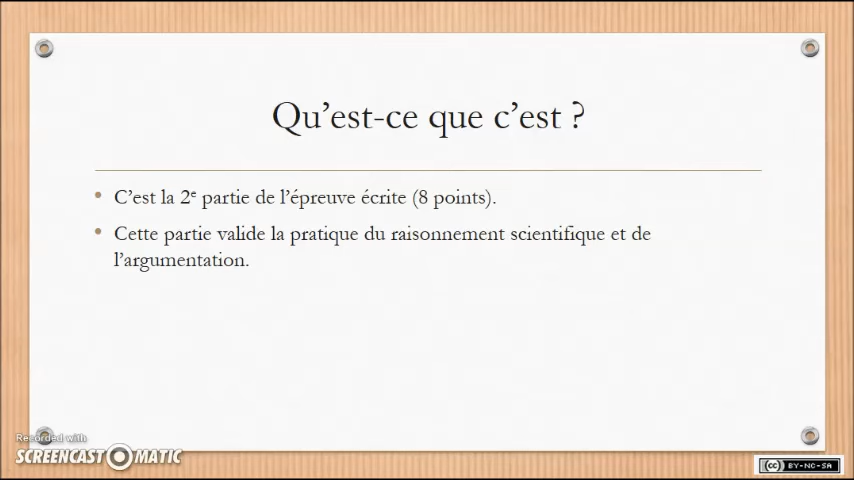 Qu’est-ce que c’est ?
• C’est la 2e partie de l’épreuve écrite (8 points).
• Cette partie valide la pratique du raisonnement scientifique et de
l’argumentation.
Recorded with
SCREENCAST-O-MATIC
cc BY-NC-SA